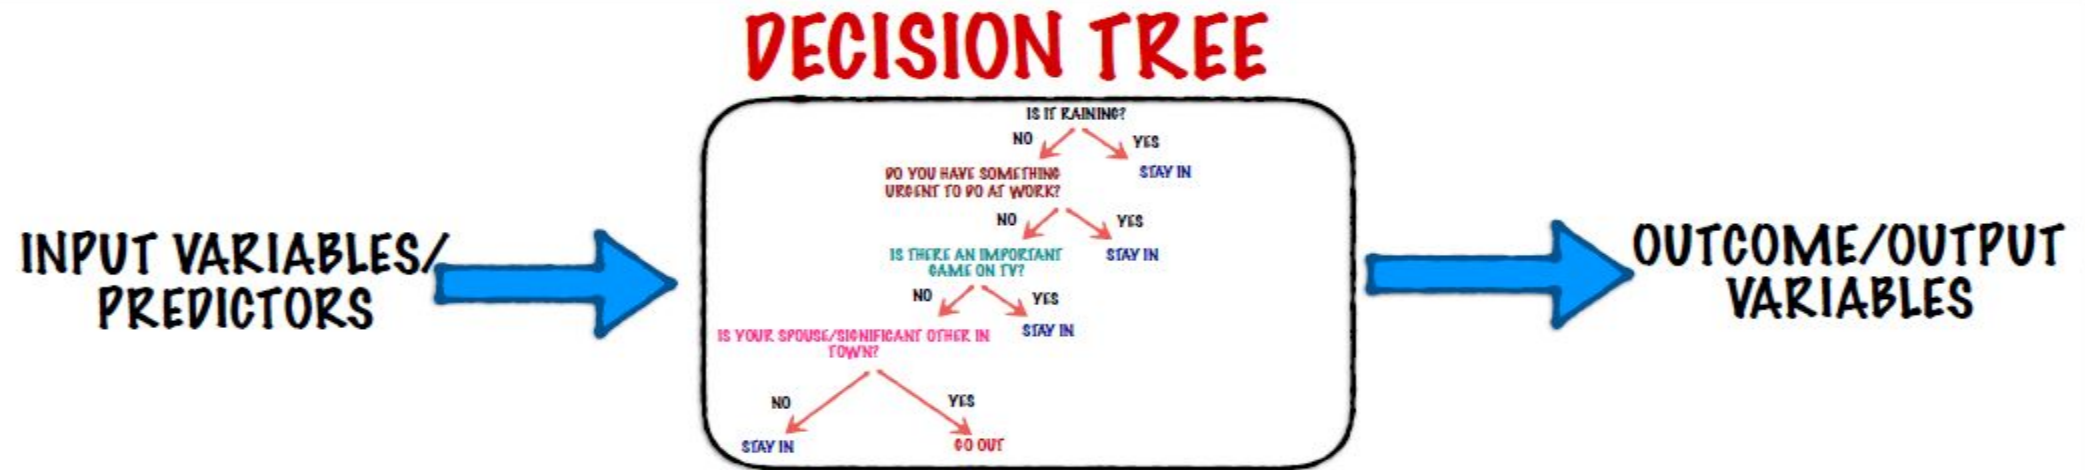 DECISION TREE
IS IT RAINING?
NO
YES
DO YOU HAVE SOMETHING
URGENT TO DO AT WORK?
STAY IN
NO
YES
IS THERE AN IMPORTANT
GAME ON TV?
STAY IN
NO
YES
IS YOUR SPOUSE/SIGNIFICANT OTHER IN
TOWN?
STAY IN
NO
YES
STAY IN
GO OUT
INPUT VARIABLES/
PREDICTORS
OUTCOME/OUTPUT
VARIABLES